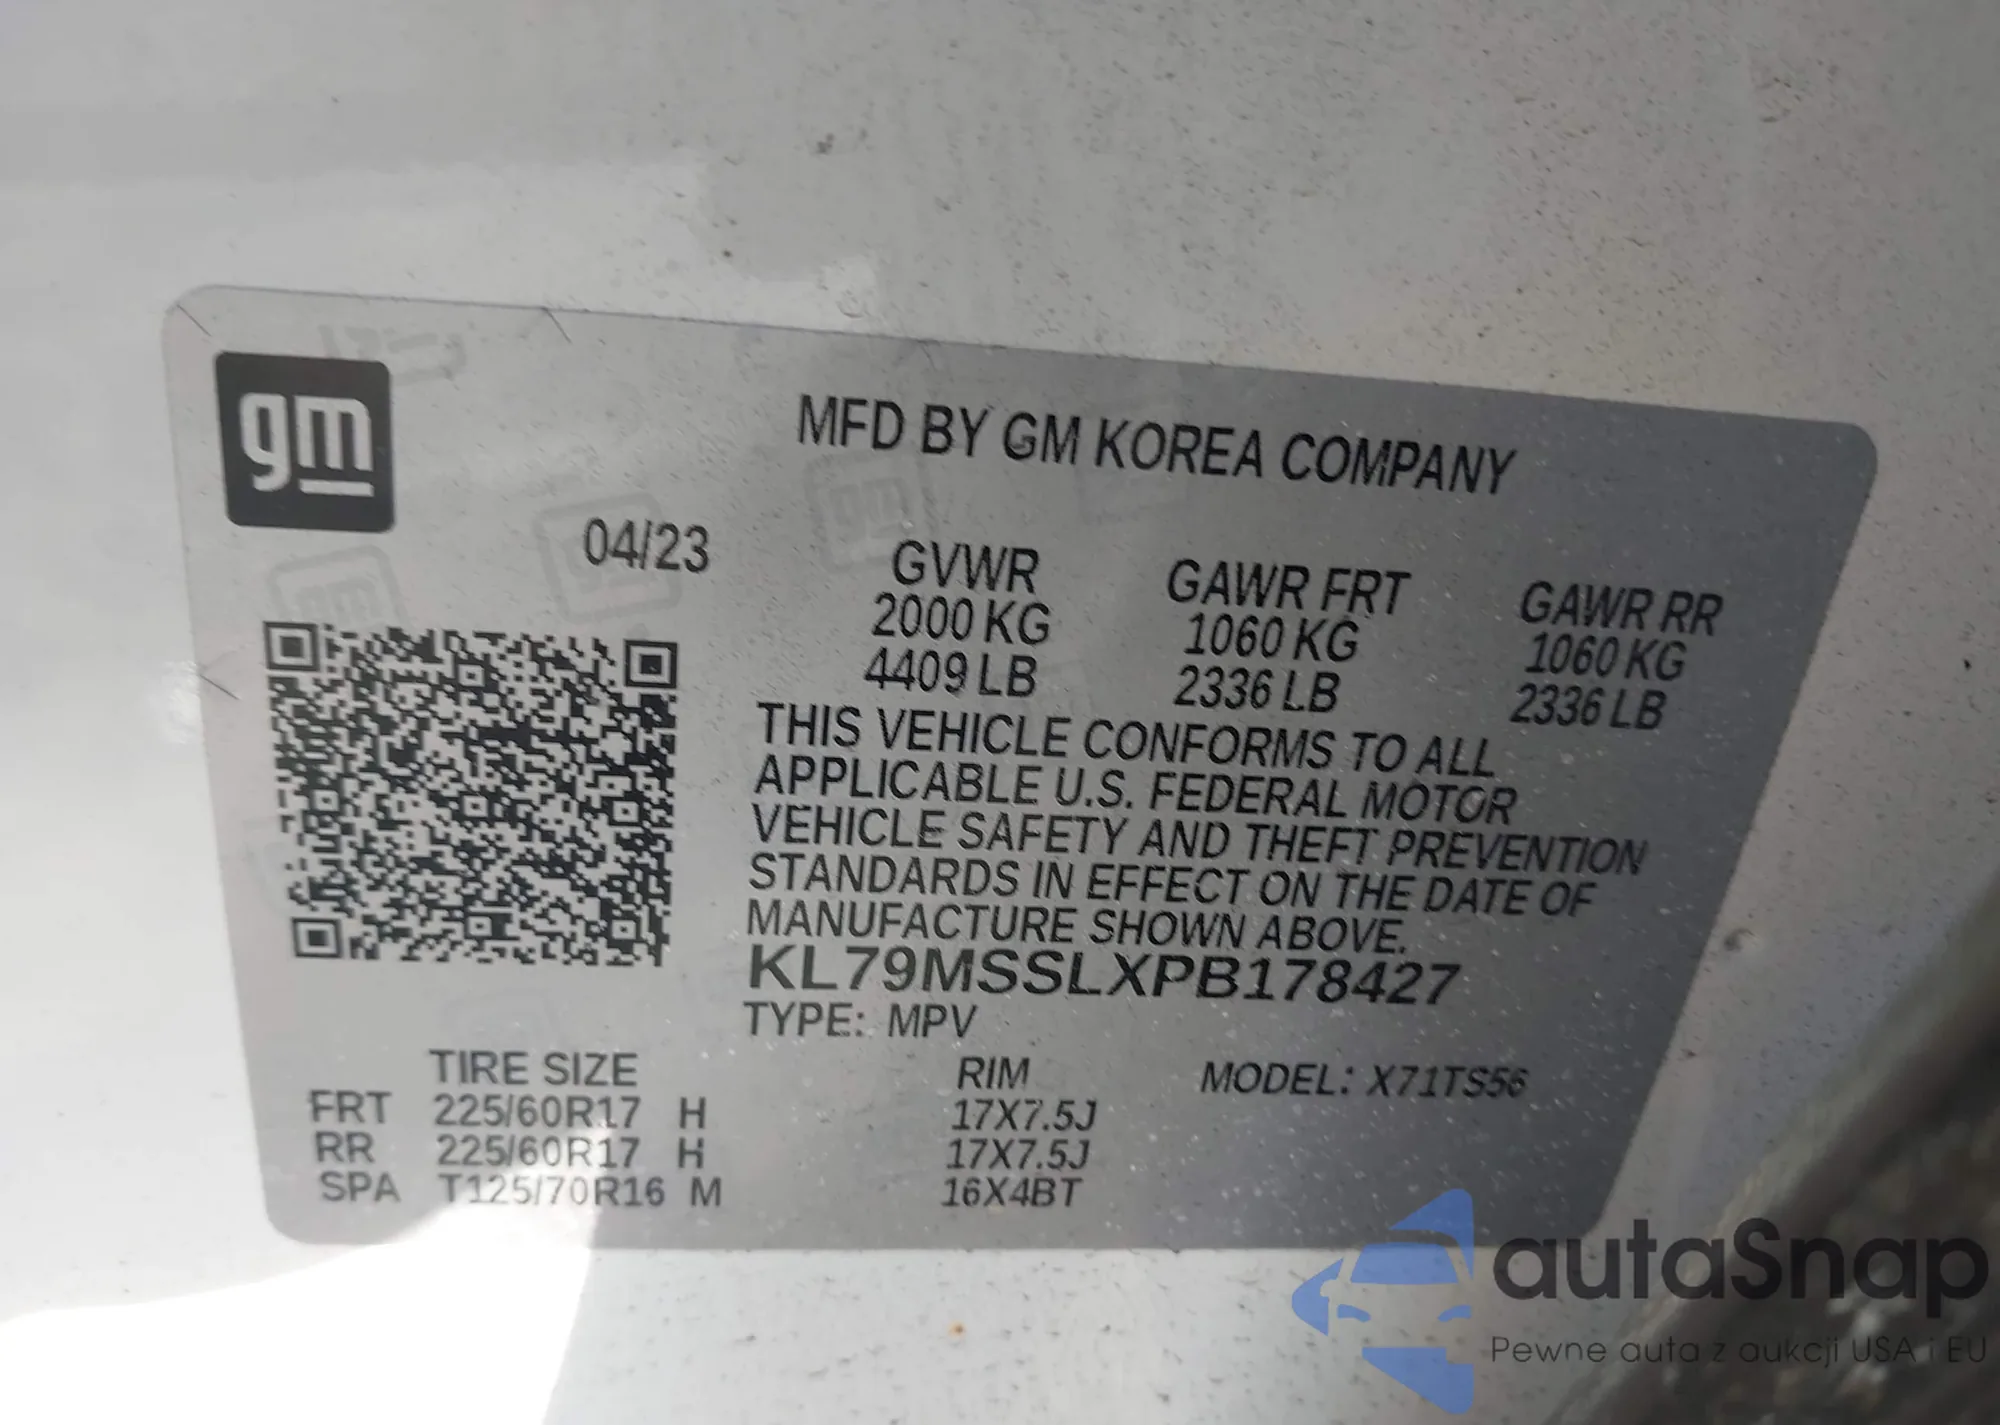 gm
MFD BY GM KOREA COMPANY
04/23
GVWR GAWR FRT GAWR RR
2000 KG 1060 KG 1060 KG
4409 LB 2336 LB 2336 LB
THIS VEHICLE CONFORMS TO ALL
APPLICABLE U.S. FEDERAL MOTOR
VEHICLE SAFETY AND THEFT PREVENTION
STANDARDS IN EFFECT ON THE DATE OF
MANUFACTURE SHOWN ABOVE.
KL79MSSLXPB178427
TYPE: MPV
TIRE SIZE RIM MODEL: X71TS56
FRT 225/60R17 H 17X7.5J
RR 225/60R17 H 17X7.5J
SPA T125/70R16 M 16X4BT
autaSnap
Pewne auta z aukcji USA i EU